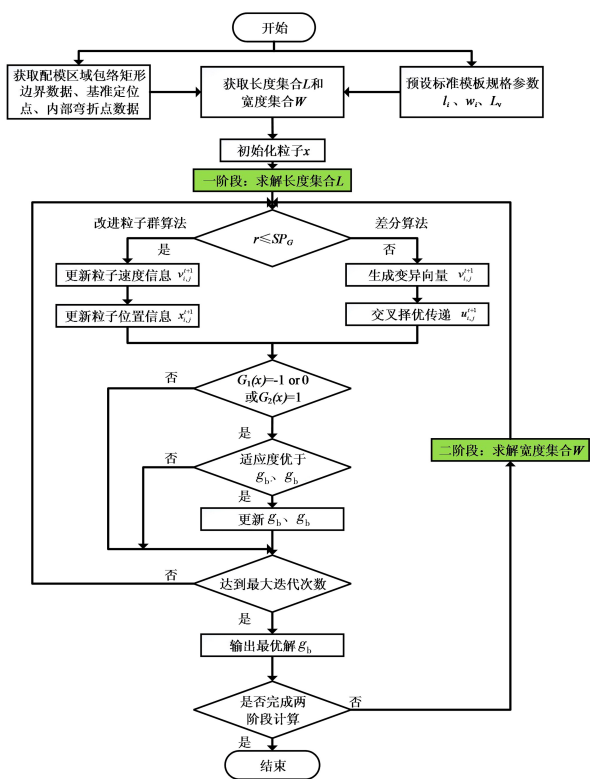 开始
获取配模区域包络矩形
边界数据、基准定位
点、内部弯折点数据
获取长度集合L和
宽度集合W
预设标准模板规格参数
l_i、w_i、L_v
初始化粒子x
一阶段：求解长度集合L
改进粒子群算法
差分算法
r≤SP_G
是
否
更新粒子速度信息 v_{i,j}^{t+1}
生成变异向量 v_{i,j}^{t+1}
更新粒子位置信息 x_{i,j}^{t+1}
交叉择优传递 u_{i,j}^{t+1}
否
G_1(x)=-1 or 0
或G_2(x)=1
是
二阶段：求解宽度集合W
否
适应度优于
g_b、g_b
是
更新 g_b、g_b
否
达到最大迭代次数
是
输出最优解 g_b
是否完成两
阶段计算
否
是
结束